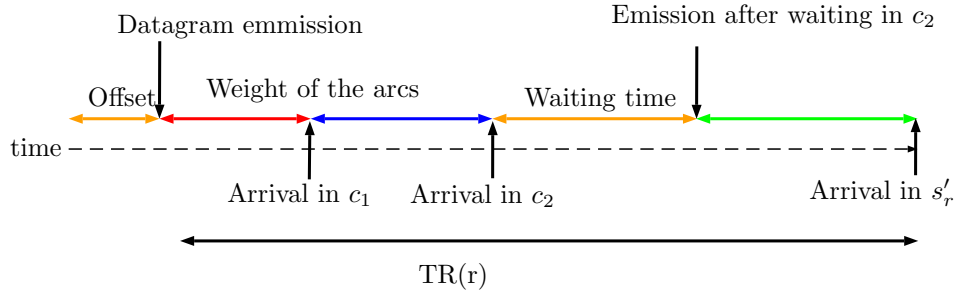 Emission after waiting in c₂
Datagram emmission
Offset
Weight of the arcs
Waiting time
time
Arrival in c₁
Arrival in c₂
Arrival in s′ᵣ
TR(r)